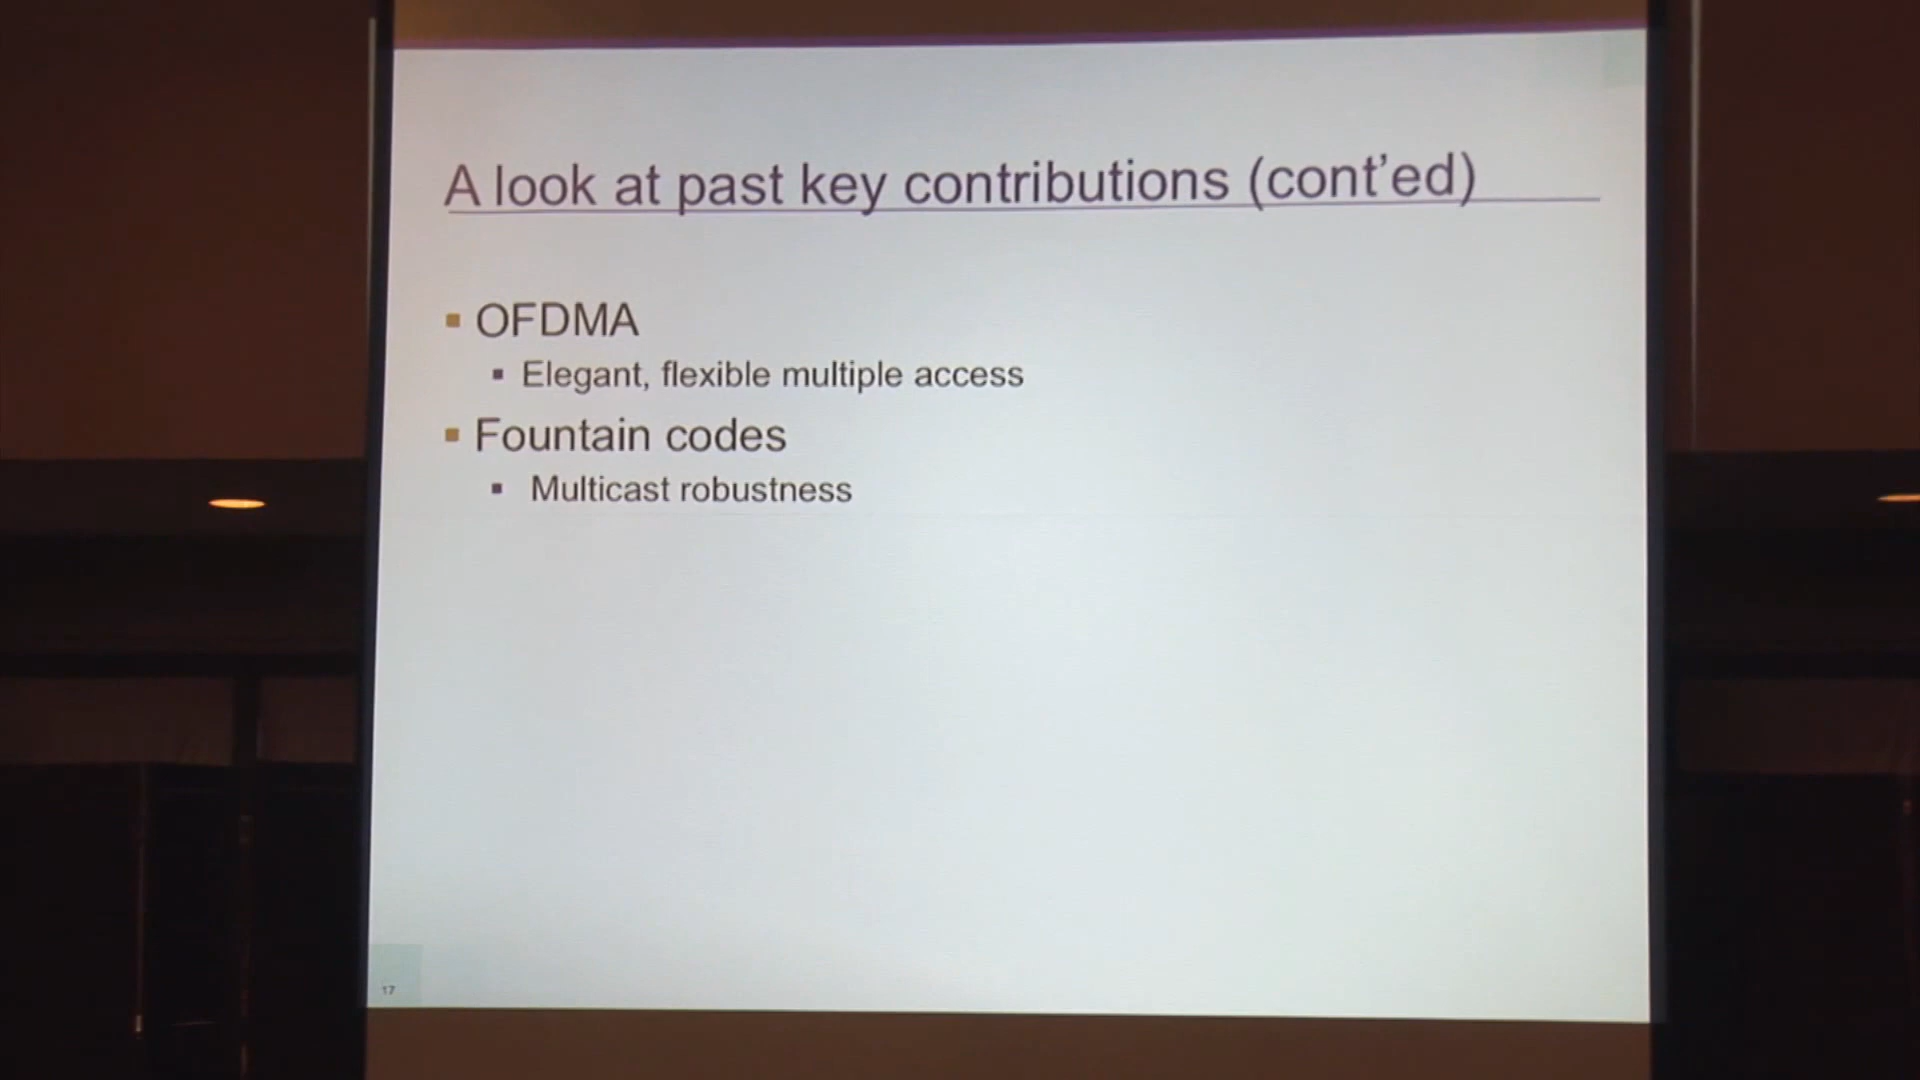 A look at past key contributions (cont’ed)
▪ OFDMA
▪ Elegant, flexible multiple access
▪ Fountain codes
▪ Multicast robustness
17